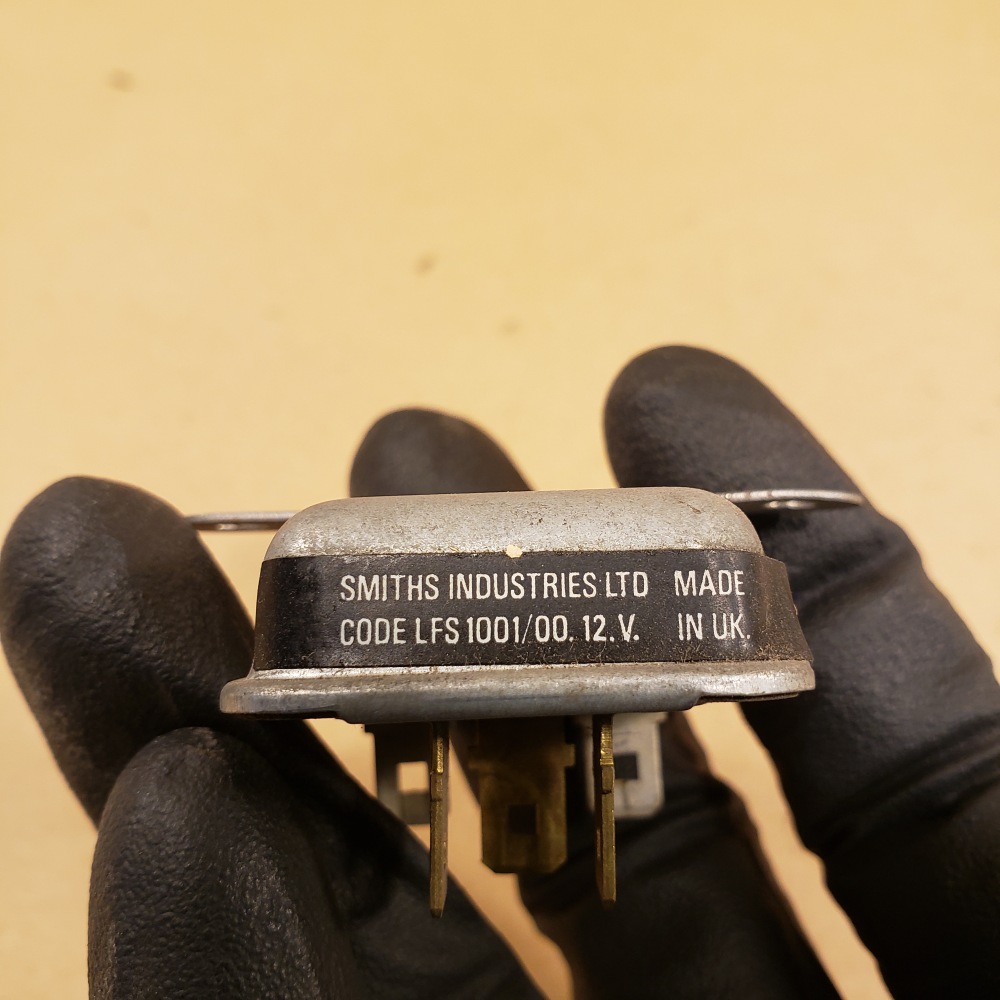 SMITHS INDUSTRIES LTD MADE
CODE LFS 1001/00. 12.V. IN UK.